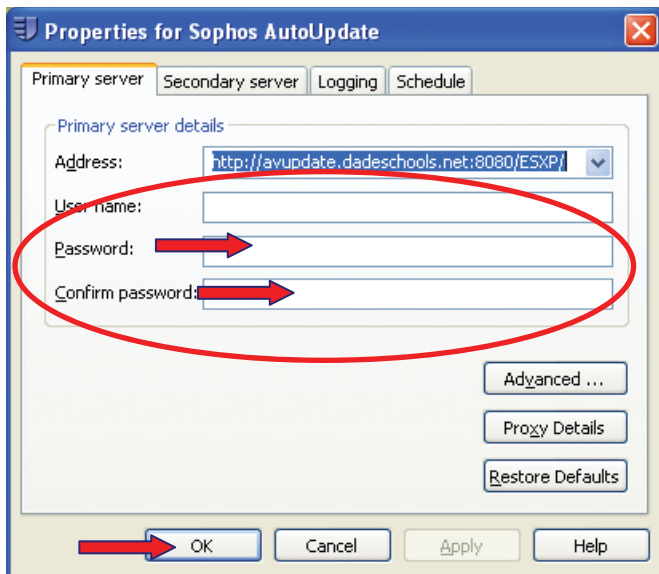 Properties for Sophos AutoUpdate
Primary server Secondary server Logging Schedule
Primary server details
Address: http://avupdate.dadeschools.net:8080/ESXP/
User name:
Password:
Confirm password:
Advanced ...
Proxy Details
Restore Defaults
OK Cancel Apply Help